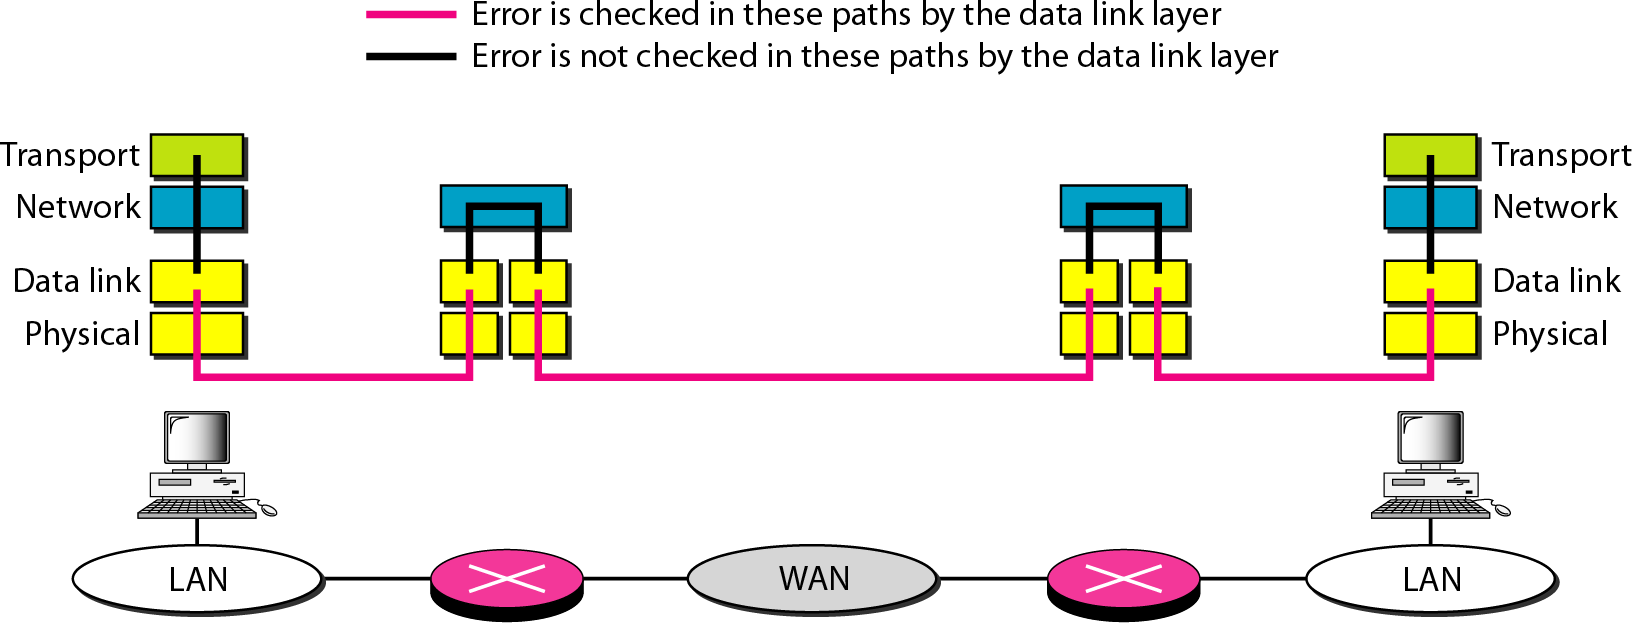 Error is checked in these paths by the data link layer
Error is not checked in these paths by the data link layer
Transport
Transport
Network
Network
Data link
Data link
Physical
Physical
LAN
WAN
LAN